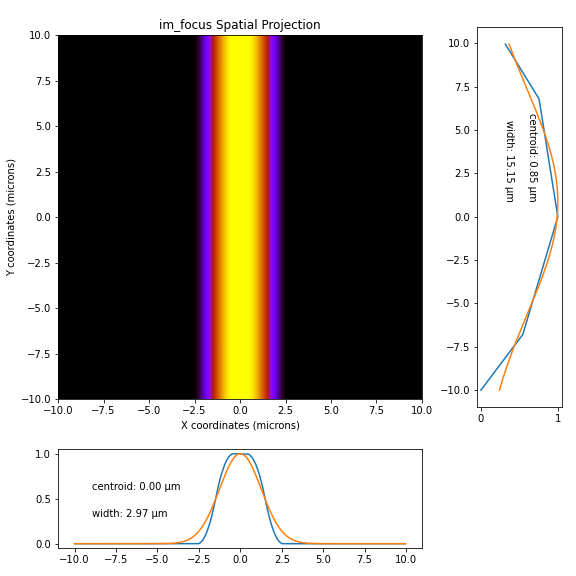 im_focus Spatial Projection
10.0
7.5
5.0
2.5
0.0
−2.5
−5.0
−7.5
−10.0
Y coordinates (microns)
−10.0 −7.5 −5.0 −2.5 0.0 2.5 5.0 7.5 10.0
X coordinates (microns)
10.0
7.5
5.0
2.5
0.0
−2.5
−5.0
−7.5
−10.0
0 1
centroid: 0.85 µm
width: 15.15 µm
1.0
0.5
0.0
centroid: 0.00 µm
width: 2.97 µm
−10.0 −7.5 −5.0 −2.5 0.0 2.5 5.0 7.5 10.0